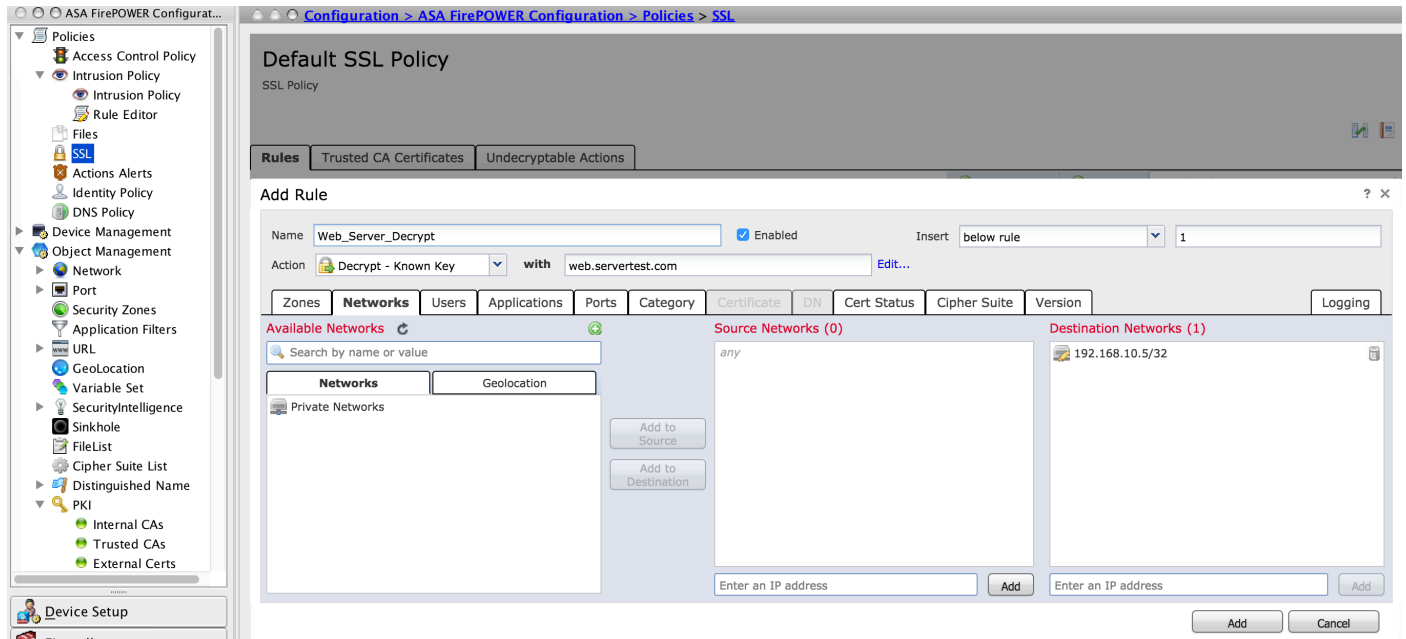 ASA FirePOWER Configurat...
Policies
Access Control Policy
Intrusion Policy
Intrusion Policy
Rule Editor
Files
SSL
Actions Alerts
Identity Policy
DNS Policy
Device Management
Object Management
Network
Port
Security Zones
Application Filters
URL
GeoLocation
Variable Set
SecurityIntelligence
Sinkhole
FileList
Cipher Suite List
Distinguished Name
PKI
Internal CAs
Trusted CAs
External Certs
Device Setup
Configuration > ASA FirePOWER Configuration > Policies > SSL
Default SSL Policy
SSL Policy
Rules Trusted CA Certificates Undecryptable Actions
Add Rule ? ×
Name Web_Server_Decrypt Enabled Insert below rule 1
Action Decrypt - Known Key with web.servertest.com Edit...
Zones Networks Users Applications Ports Category Certificate DN Cert Status Cipher Suite Version Logging
Available Networks Source Networks (0) Destination Networks (1)
Search by name or value any 192.168.10.5/32
Networks Geolocation
Private Networks
Add to
Source
Add to
Destination
Enter an IP address Add Enter an IP address Add
Add Cancel